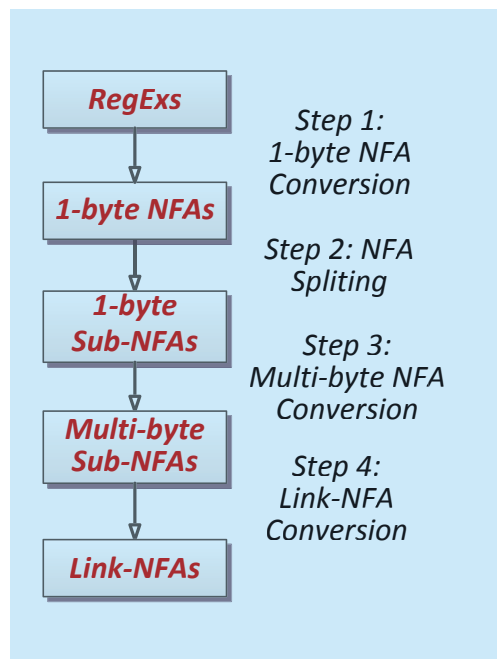 RegExs
Step 1:
1-byte NFA
Conversion
1-byte NFAs
Step 2: NFA
Spliting
1-byte
Sub-NFAs
Step 3:
Multi-byte NFA
Conversion
Multi-byte
Sub-NFAs
Step 4:
Link-NFA
Conversion
Link-NFAs